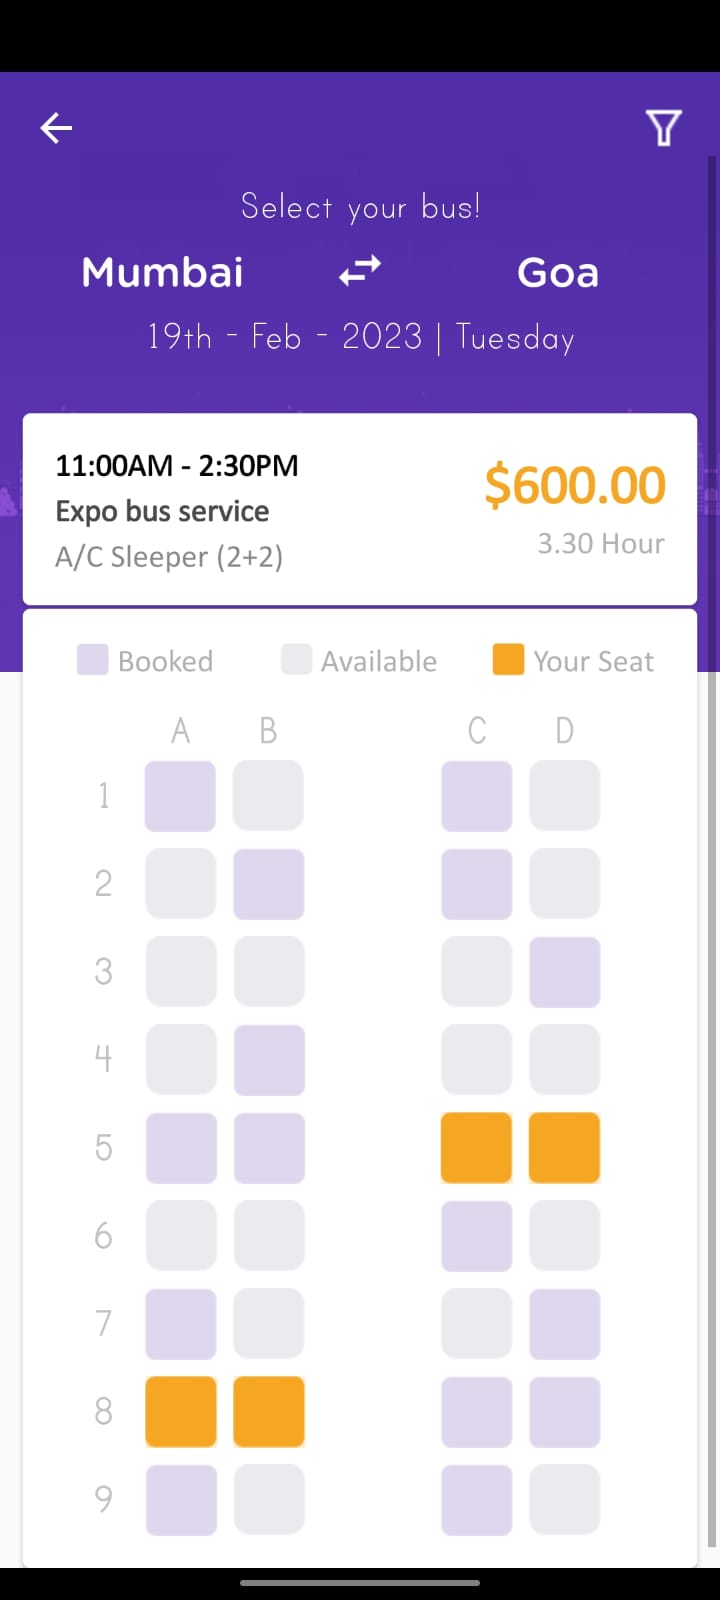 Select your bus!
Mumbai Goa
19th - Feb - 2023 | Tuesday
11:00AM - 2:30PM
$600.00
Expo bus service
3.30 Hour
A/C Sleeper (2+2)
Booked Available Your Seat
A B C D
1
2
3
4
5
6
7
8
9